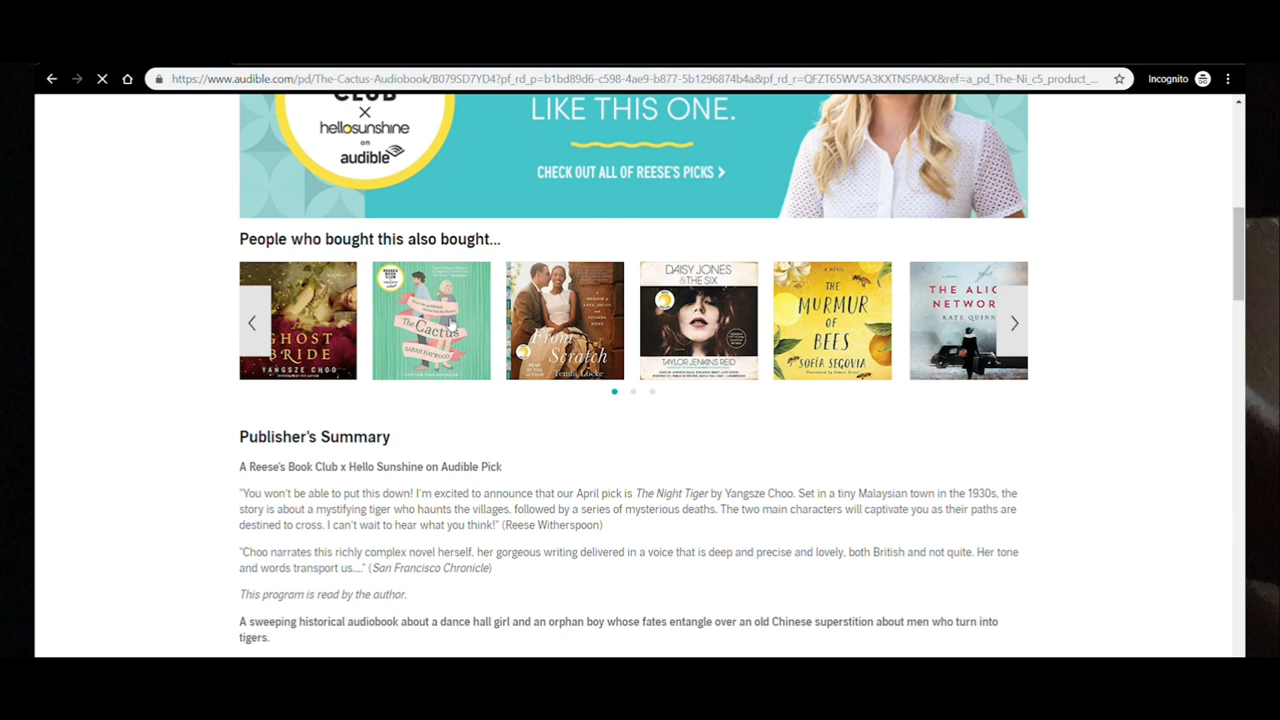 https://www.audible.com/pd/The-Cactus-Audiobook/B079SD7YD4?pf_rd_p=b1bd89d6-c598-4ae9-b877-5b1296874b4a&pf_rd_r=QFZT65WV5A3KXTNSPAKX&ref=a_pd_The-Ni_c5_product_...
Incognito
CLUB
x
hellosunshine
on
audible
LIKE THIS ONE.
CHECK OUT ALL OF REESE'S PICKS >
People who bought this also bought...
GHOST
BRIDE
YANGSZE CHOO
The Cactus
SARAH HAYWOOD
From
Scratch
Tembi Locke
DAISY JONES
& THE SIX
TAYLOR JENKINS REID
A NOVEL
THE
MURMUR
OF
BEES
SOFÍA SEGOVIA
THE ALIC
NETWOR
KATE QUINN
Publisher's Summary
A Reese's Book Club x Hello Sunshine on Audible Pick
"You won't be able to put this down! I'm excited to announce that our April pick is The Night Tiger by Yangsze Choo. Set in a tiny Malaysian town in the 1930s, the
story is about a mystifying tiger who haunts the villages, followed by a series of mysterious deaths. The two main characters will captivate you as their paths are
destined to cross. I can't wait to hear what you think!" (Reese Witherspoon)
"Choo narrates this richly complex novel herself, her gorgeous writing delivered in a voice that is deep and precise and lovely, both British and not quite. Her tone
and words transport us...." (San Francisco Chronicle)
This program is read by the author.
A sweeping historical audiobook about a dance hall girl and an orphan boy whose fates entangle over an old Chinese superstition about men who turn into
tigers.